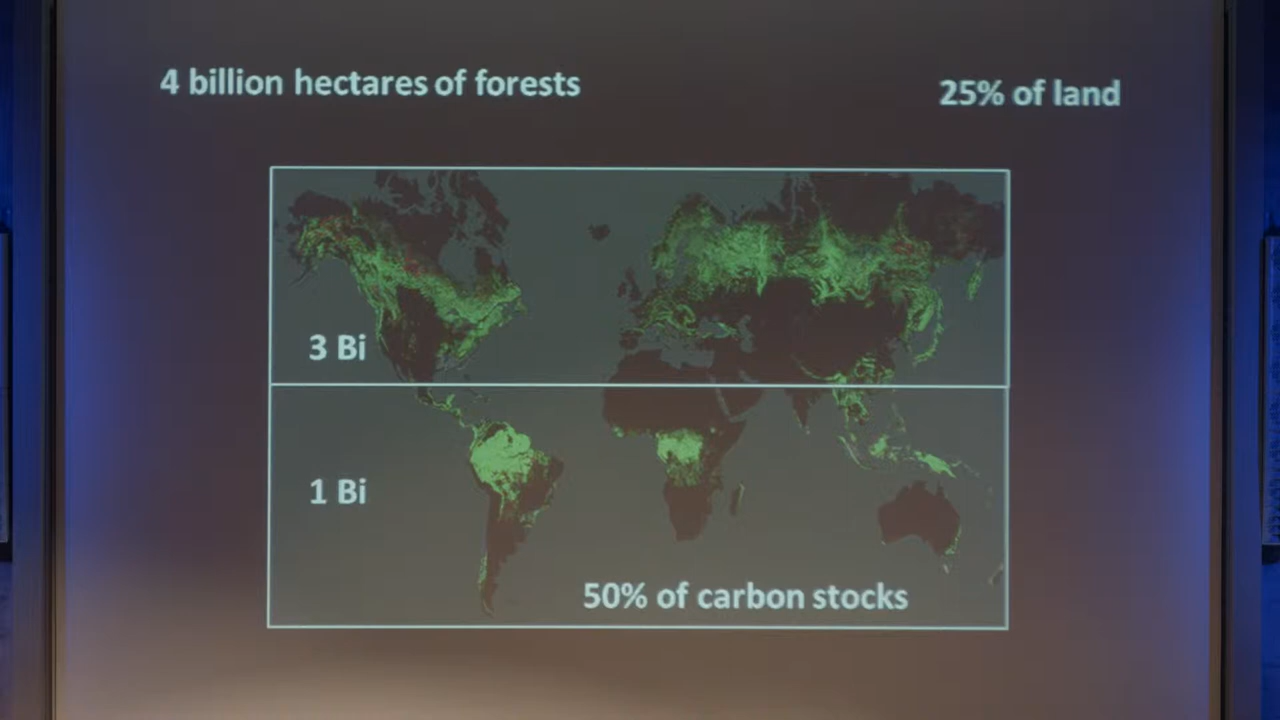 4 billion hectares of forests
25% of land
3 Bi
1 Bi
50% of carbon stocks